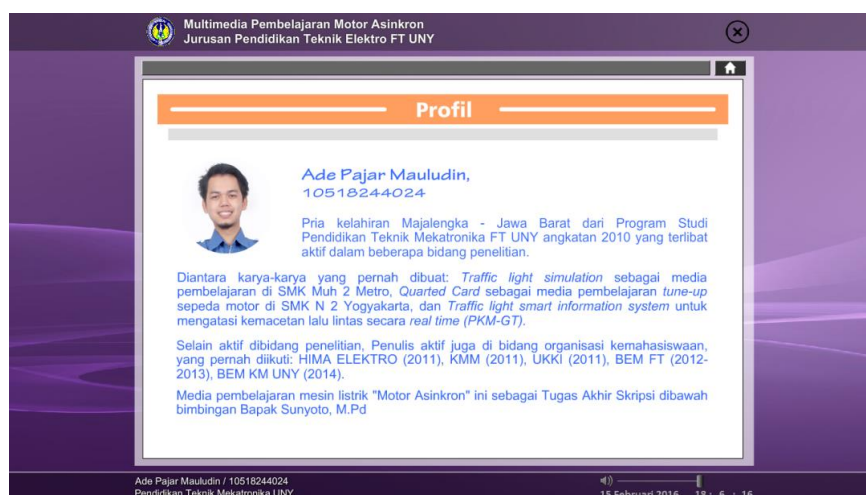 Multimedia Pembelajaran Motor Asinkron
Jurusan Pendidikan Teknik Elektro FT UNY
Profil
Ade Pajar Mauludin,
10518244024
Pria kelahiran Majalengka - Jawa Barat dari Program Studi
Pendidikan Teknik Mekatronika FT UNY angkatan 2010 yang terlibat
aktif dalam beberapa bidang penelitian.
Diantara karya-karya yang pernah dibuat: Traffic light simulation sebagai media
pembelajaran di SMK Muh 2 Metro, Quarted Card sebagai media pembelajaran tune-up
sepeda motor di SMK N 2 Yogyakarta, dan Traffic light smart information system untuk
mengatasi kemacetan lalu lintas secara real time (PKM-GT).
Selain aktif dibidang penelitian, Penulis aktif juga di bidang organisasi kemahasiswaan,
yang pernah diikuti: HIMA ELEKTRO (2011), KMM (2011), UKKI (2011), BEM FT (2012-
2013), BEM KM UNY (2014).
Media pembelajaran mesin listrik "Motor Asinkron" ini sebagai Tugas Akhir Skripsi dibawah
bimbingan Bapak Sunyoto, M.Pd
Ade Pajar Mauludin / 10518244024
Pendidikan Teknik Mekatronika UNY
15 Februari 2016 18 : 6 : 16